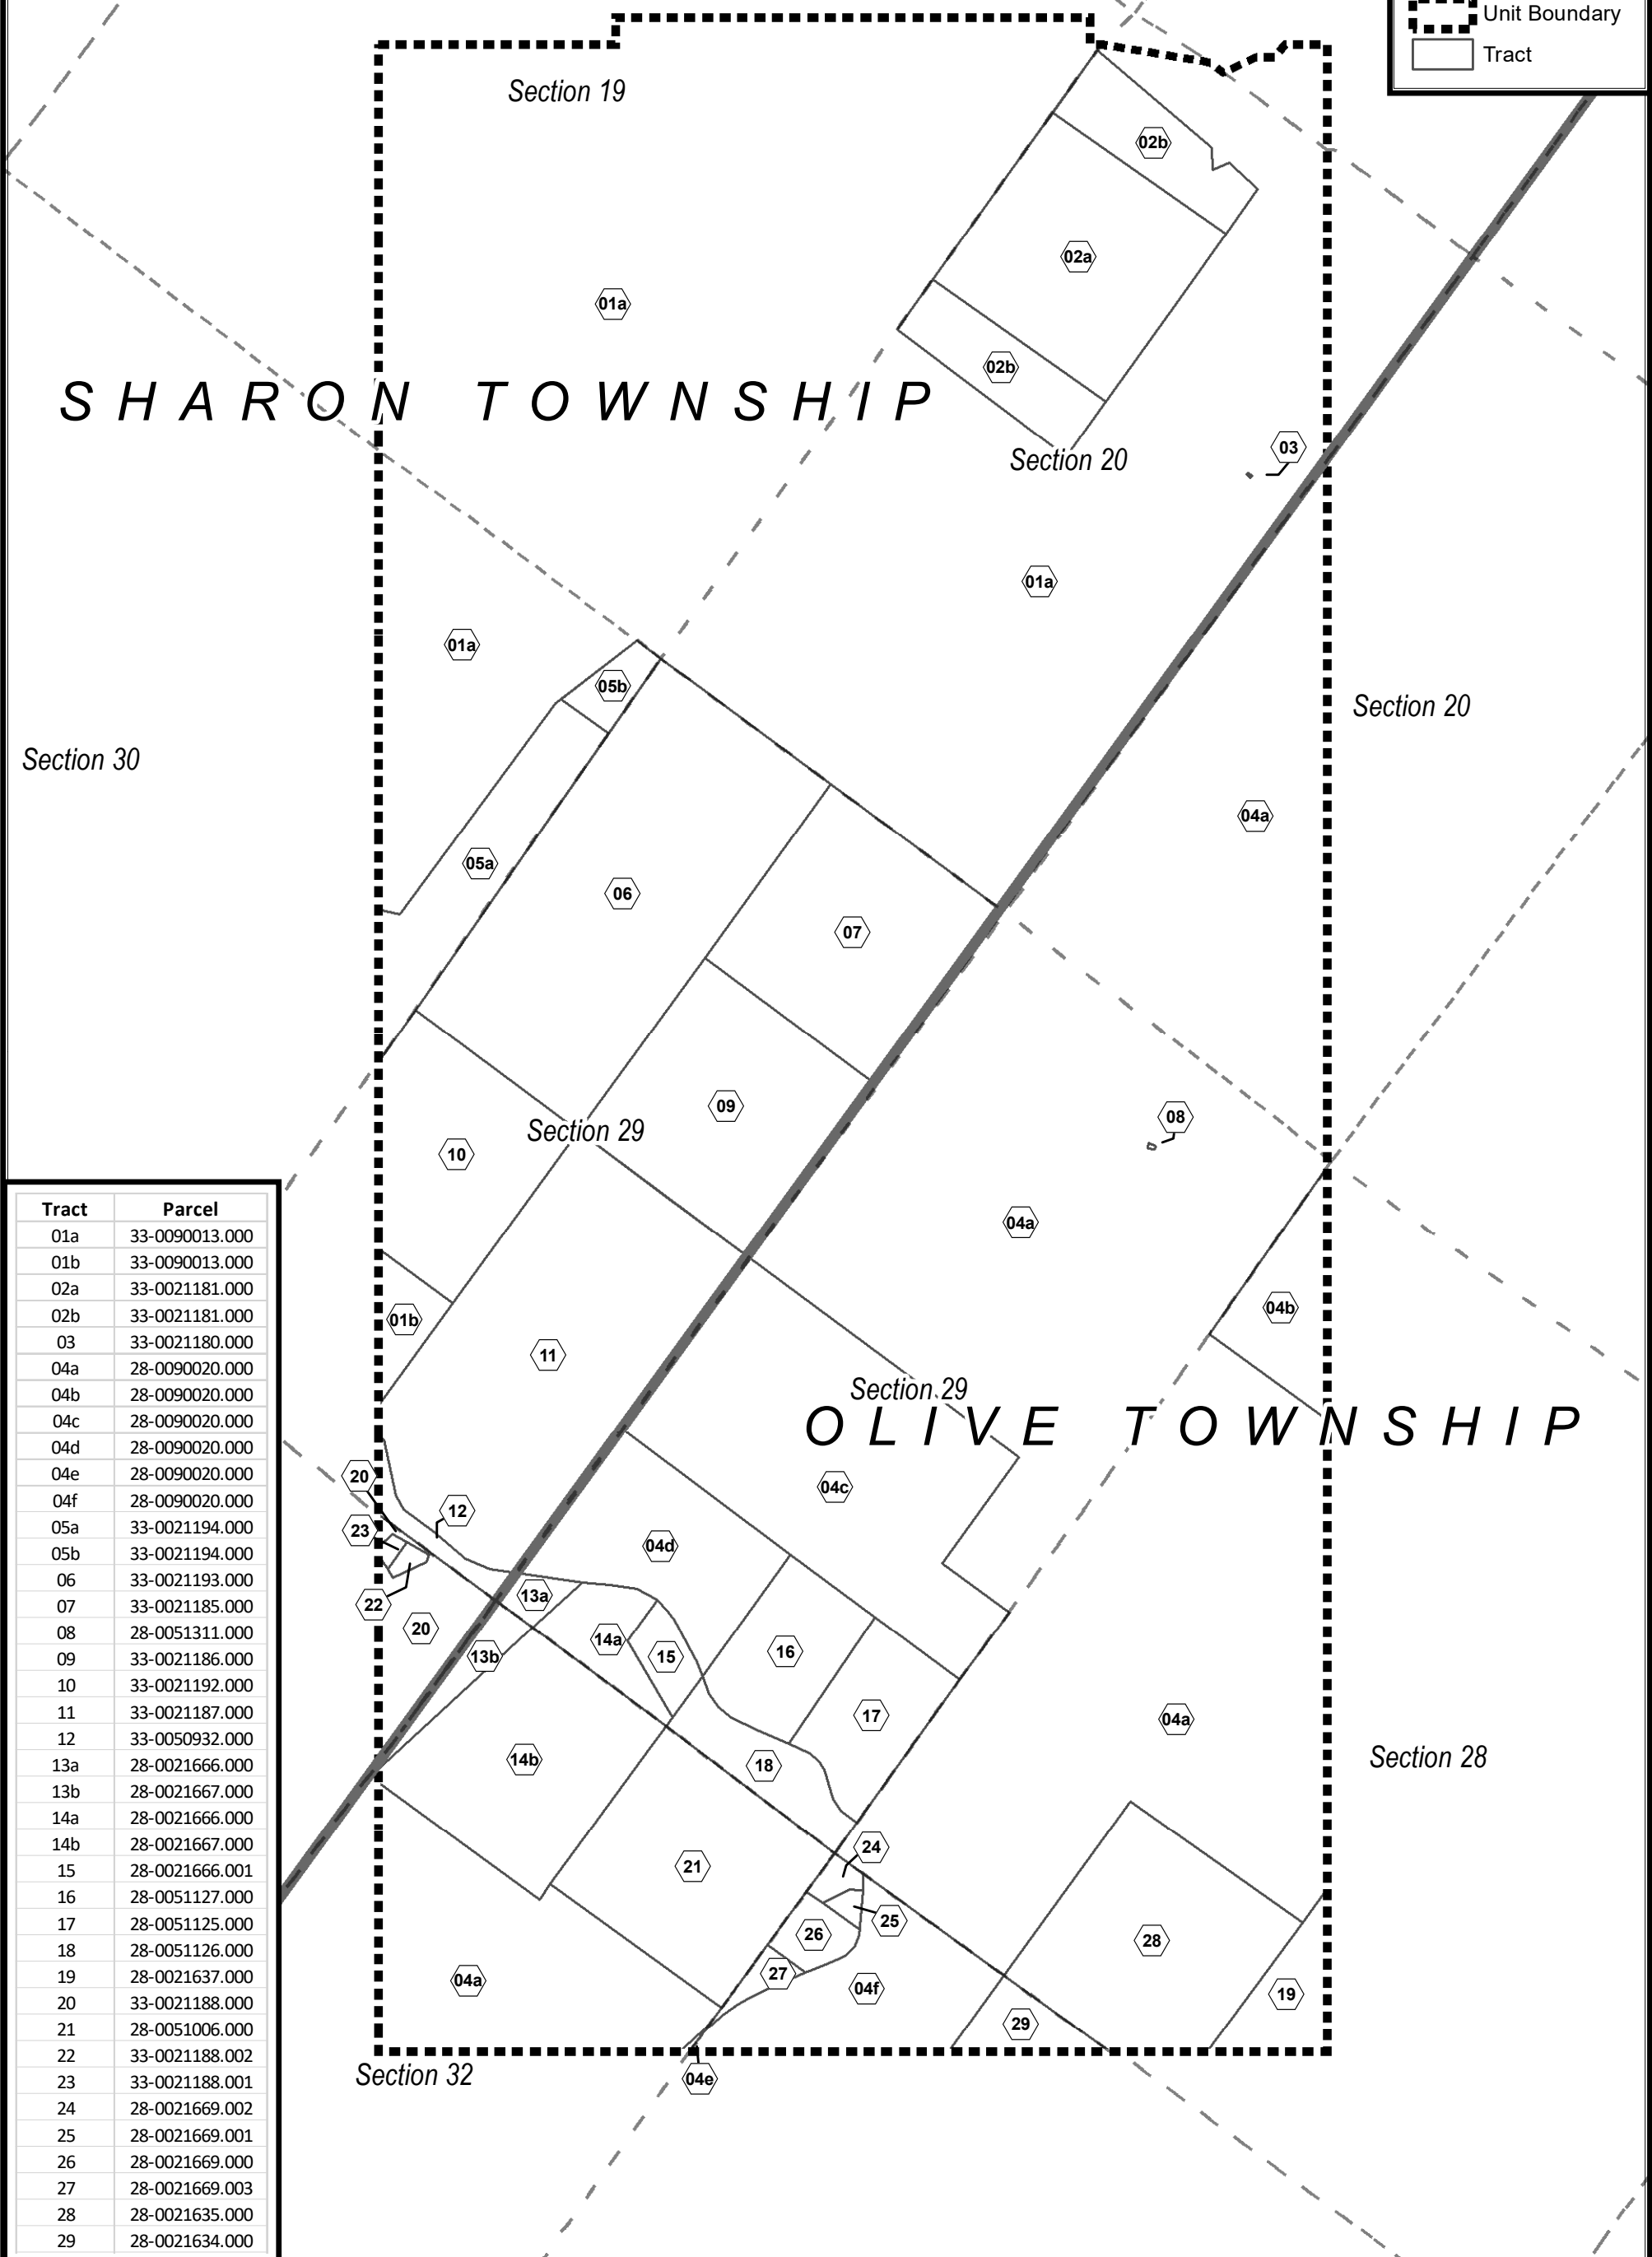 Unit Boundary
Tract
Section 19
02b
02a
01a
02b
SHARON TOWNSHIP
03
Section 20
01a
01a
05b
Section 20
Section 30
04a
05a
06
07
09
08
Section 29
10
04a
04b
01b
11
Section 29
OLIVE TOWNSHIP
20
04c
12
23
04d
13a
22
20
14a
16
13b
15
17
04a
14b
18
Section 28
24
21
25
26
28
27
04a
04f
19
29
Section 32
04e
Tract Parcel
01a 33-0090013.000
01b 33-0090013.000
02a 33-0021181.000
02b 33-0021181.000
03 33-0021180.000
04a 28-0090020.000
04b 28-0090020.000
04c 28-0090020.000
04d 28-0090020.000
04e 28-0090020.000
04f 28-0090020.000
05a 33-0021194.000
05b 33-0021194.000
06 33-0021193.000
07 33-0021185.000
08 28-0051311.000
09 33-0021186.000
10 33-0021192.000
11 33-0021187.000
12 33-0050932.000
13a 28-0021666.000
13b 28-0021667.000
14a 28-0021666.000
14b 28-0021667.000
15 28-0021666.001
16 28-0051127.000
17 28-0051125.000
18 28-0051126.000
19 28-0021637.000
20 33-0021188.000
21 28-0051006.000
22 33-0021188.002
23 33-0021188.001
24 28-0021669.002
25 28-0021669.001
26 28-0021669.000
27 28-0021669.003
28 28-0021635.000
29 28-0021634.000